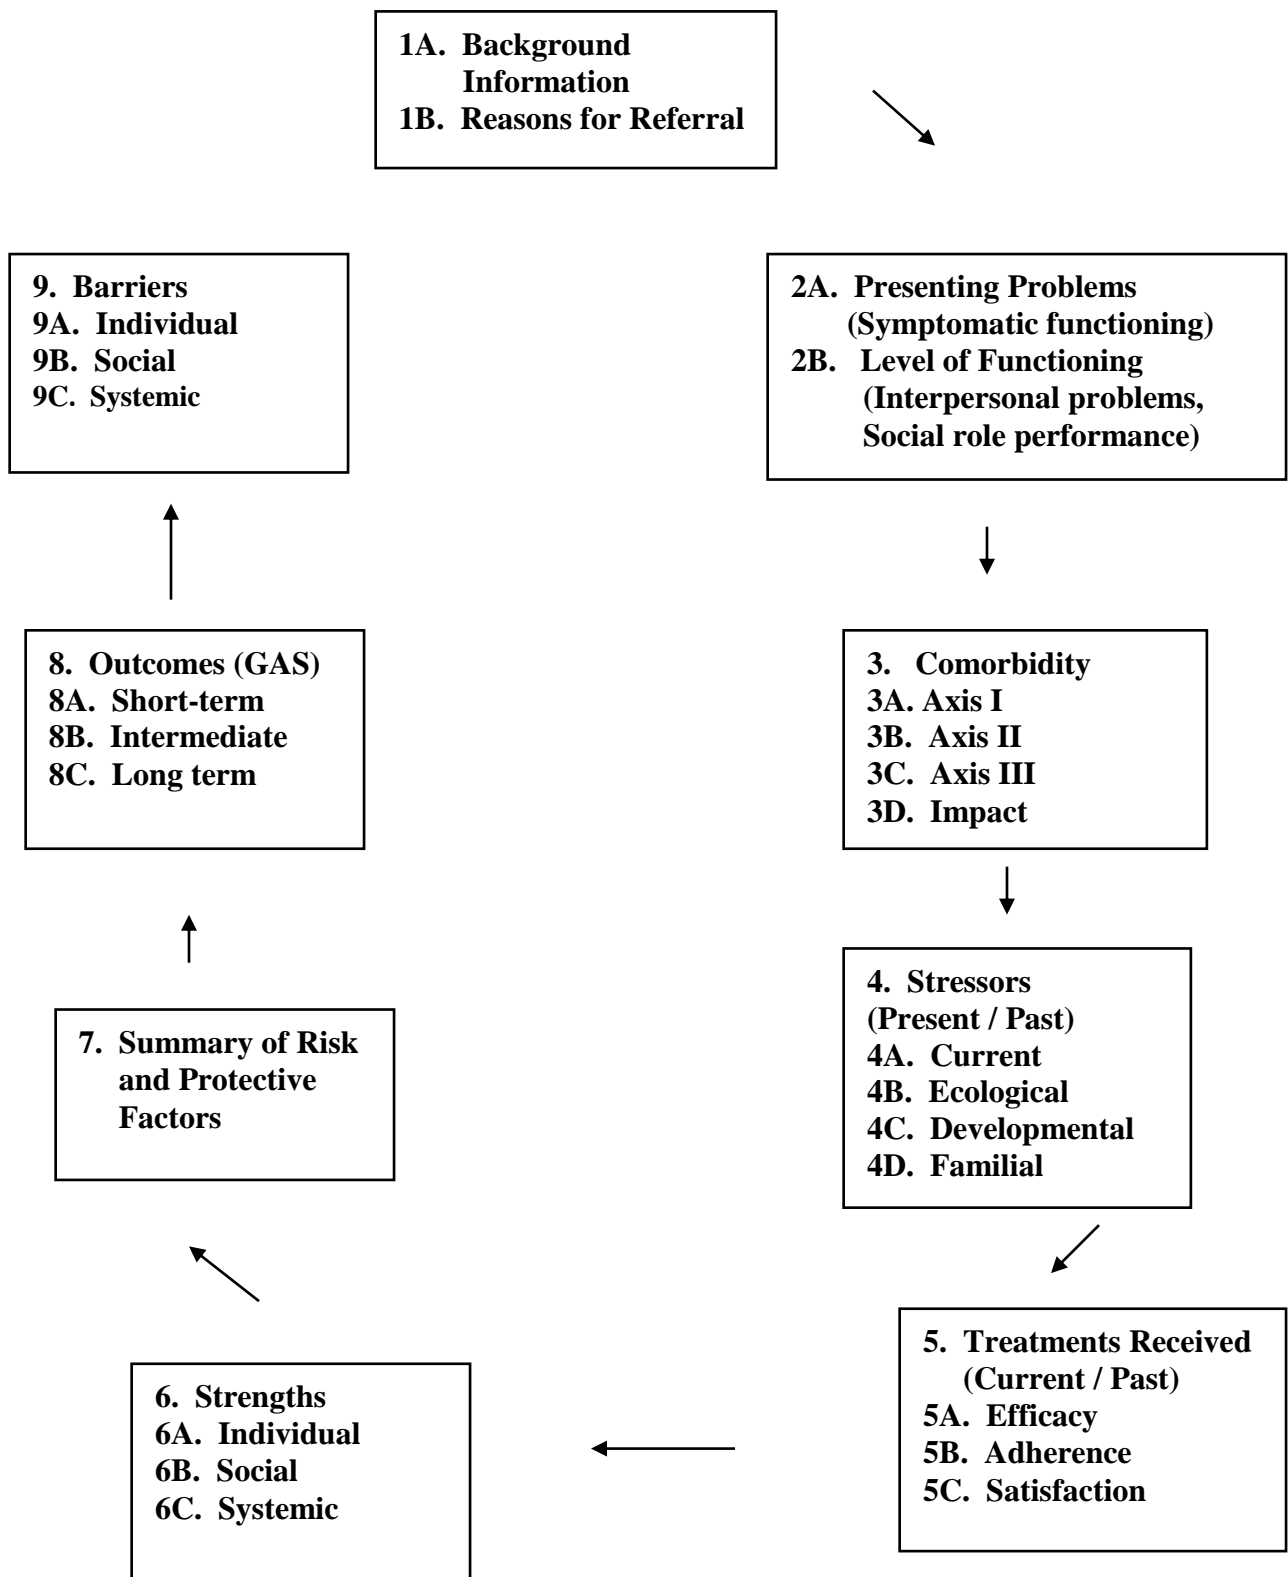 1A. Background
Information
1B. Reasons for Referral
2A. Presenting Problems
(Symptomatic functioning)
2B. Level of Functioning
(Interpersonal problems,
Social role performance)
3. Comorbidity
3A. Axis I
3B. Axis II
3C. Axis III
3D. Impact
4. Stressors
(Present / Past)
4A. Current
4B. Ecological
4C. Developmental
4D. Familial
5. Treatments Received
(Current / Past)
5A. Efficacy
5B. Adherence
5C. Satisfaction
6. Strengths
6A. Individual
6B. Social
6C. Systemic
7. Summary of Risk
and Protective
Factors
8. Outcomes (GAS)
8A. Short-term
8B. Intermediate
8C. Long term
9. Barriers
9A. Individual
9B. Social
9C. Systemic